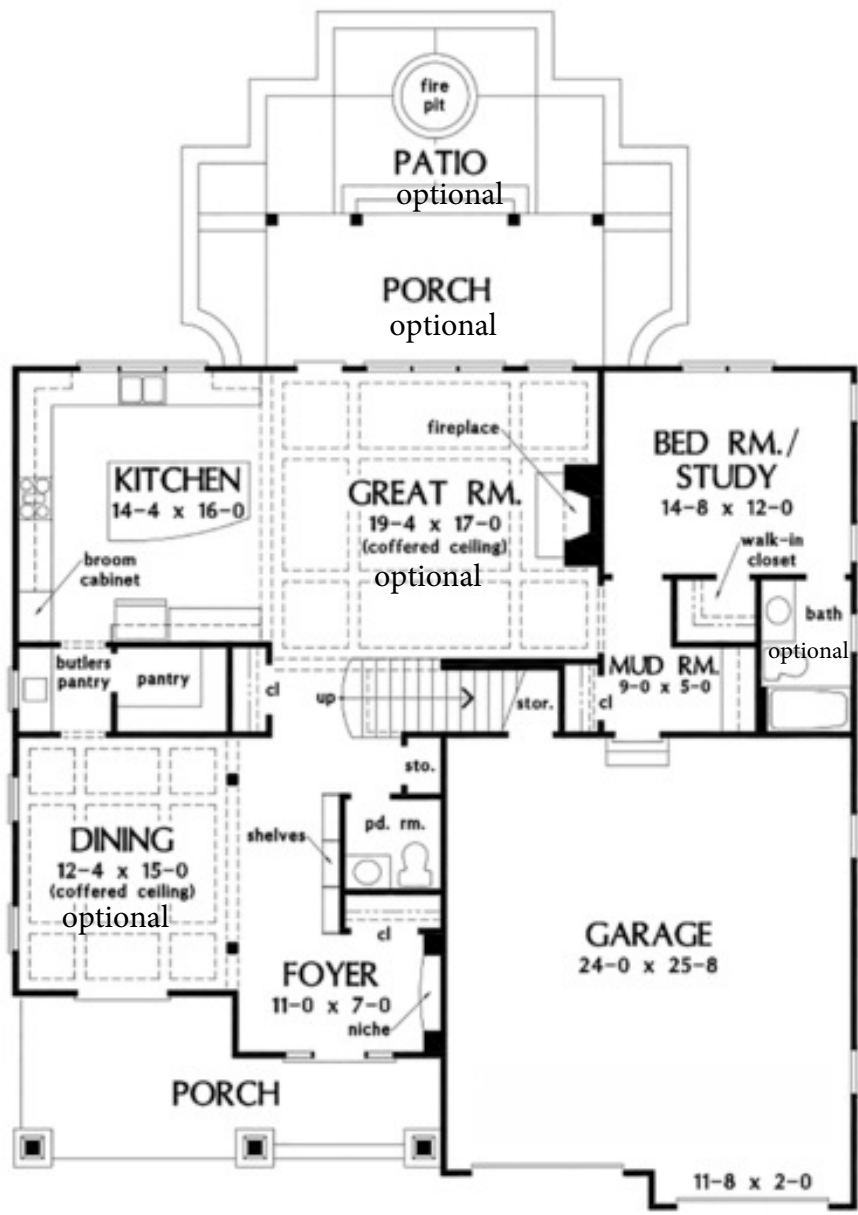 fire
pit
PATIO
optional
PORCH
optional
fireplace
BED RM./
STUDY
14-8 x 12-0
KITCHEN
14-4 x 16-0
GREAT RM.
19-4 x 17-0
(coffered ceiling)
optional
walk-in
closet
broom
cabinet
bath
optional
butlers
pantry
pantry
cl
up
stor.
cl
MUD RM.
9-0 x 5-0
sto.
shelves
pd. rm.
DINING
12-4 x 15-0
(coffered ceiling)
optional
cl
FOYER
11-0 x 7-0
niche
GARAGE
24-0 x 25-8
PORCH
11-8 x 2-0